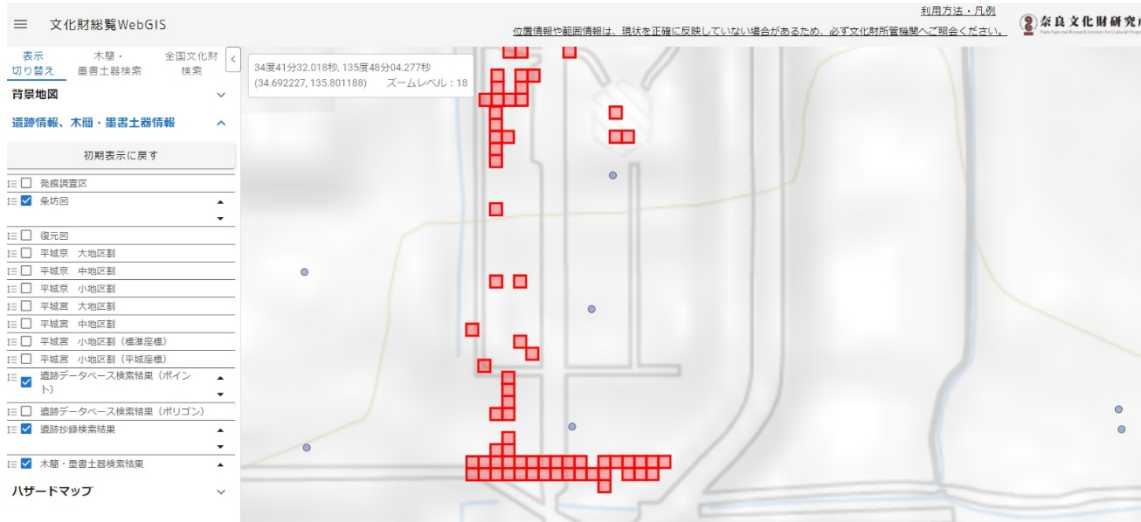 文化財総覧WebGIS
利用方法・凡例
位置情報や範囲情報は、現状を正確に反映していない場合があるため、必ず文化財所管機関へご照会ください。
奈良文化財研究所
表示
切り替え
木簡・
墨書土器検索
全国文化財
検索
34度41分32.018秒, 135度48分04.277秒
(34.692227, 135.801188) ズームレベル：18
背景地図
遺跡情報、木簡・墨書土器情報
初期表示に戻す
発掘調査区
条坊図
復元図
平城京 大地区割
平城京 中地区割
平城京 小地区割
平城宮 大地区割
平城宮 中地区割
平城宮 小地区割（標準座標）
平城宮 小地区割（平城座標）
遺跡データベース検索結果（ポイン
ト）
遺跡データベース検索結果（ポリゴン）
遺跡抄録検索結果
木簡・墨書土器検索結果
ハザードマップ